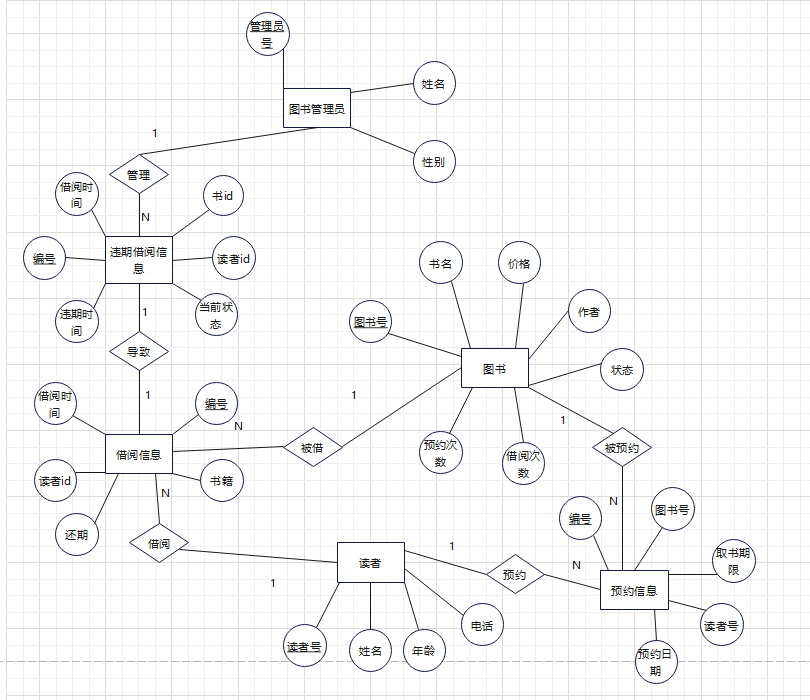 管理员
号
姓名
图书管理员
1
性别
管理
借阅时
间
书id
N
编号
违期借阅信
息
读者id
书名
价格
违期时
间
1
当前状
态
图书号
作者
导致
图书
状态
借阅时
间
1
编号
1
N
1
被借
预约次
数
借阅次
数
被预约
借阅信息
读者id
书籍
N
N
编号
图书号
还期
借阅
1
取书期
限
读者
预约
N
预约信息
1
读者号
电话
读者号
姓名
年龄
预约日
期